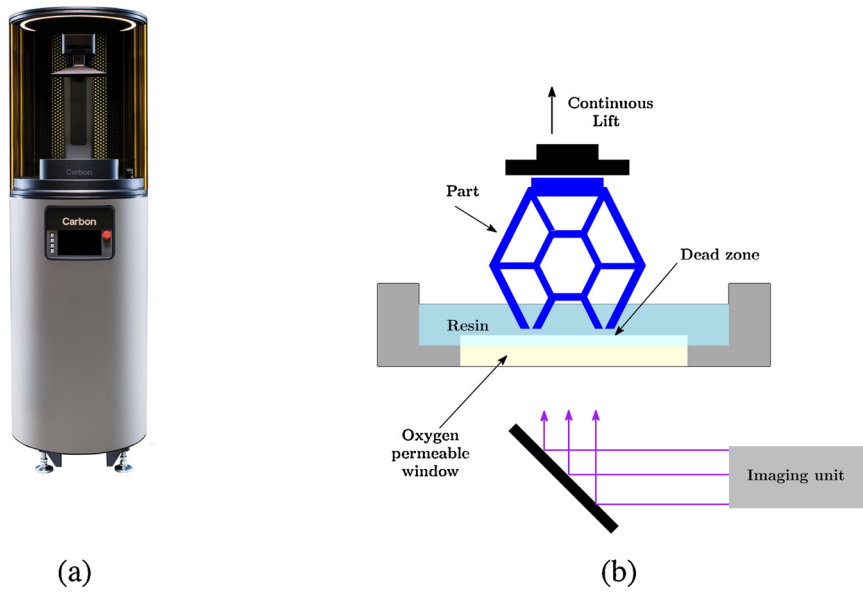 Carbon
Carbon
(a)
Continuous
Lift
Part
Dead zone
Resin
Oxygen
permeable
window
Imaging unit
(b)